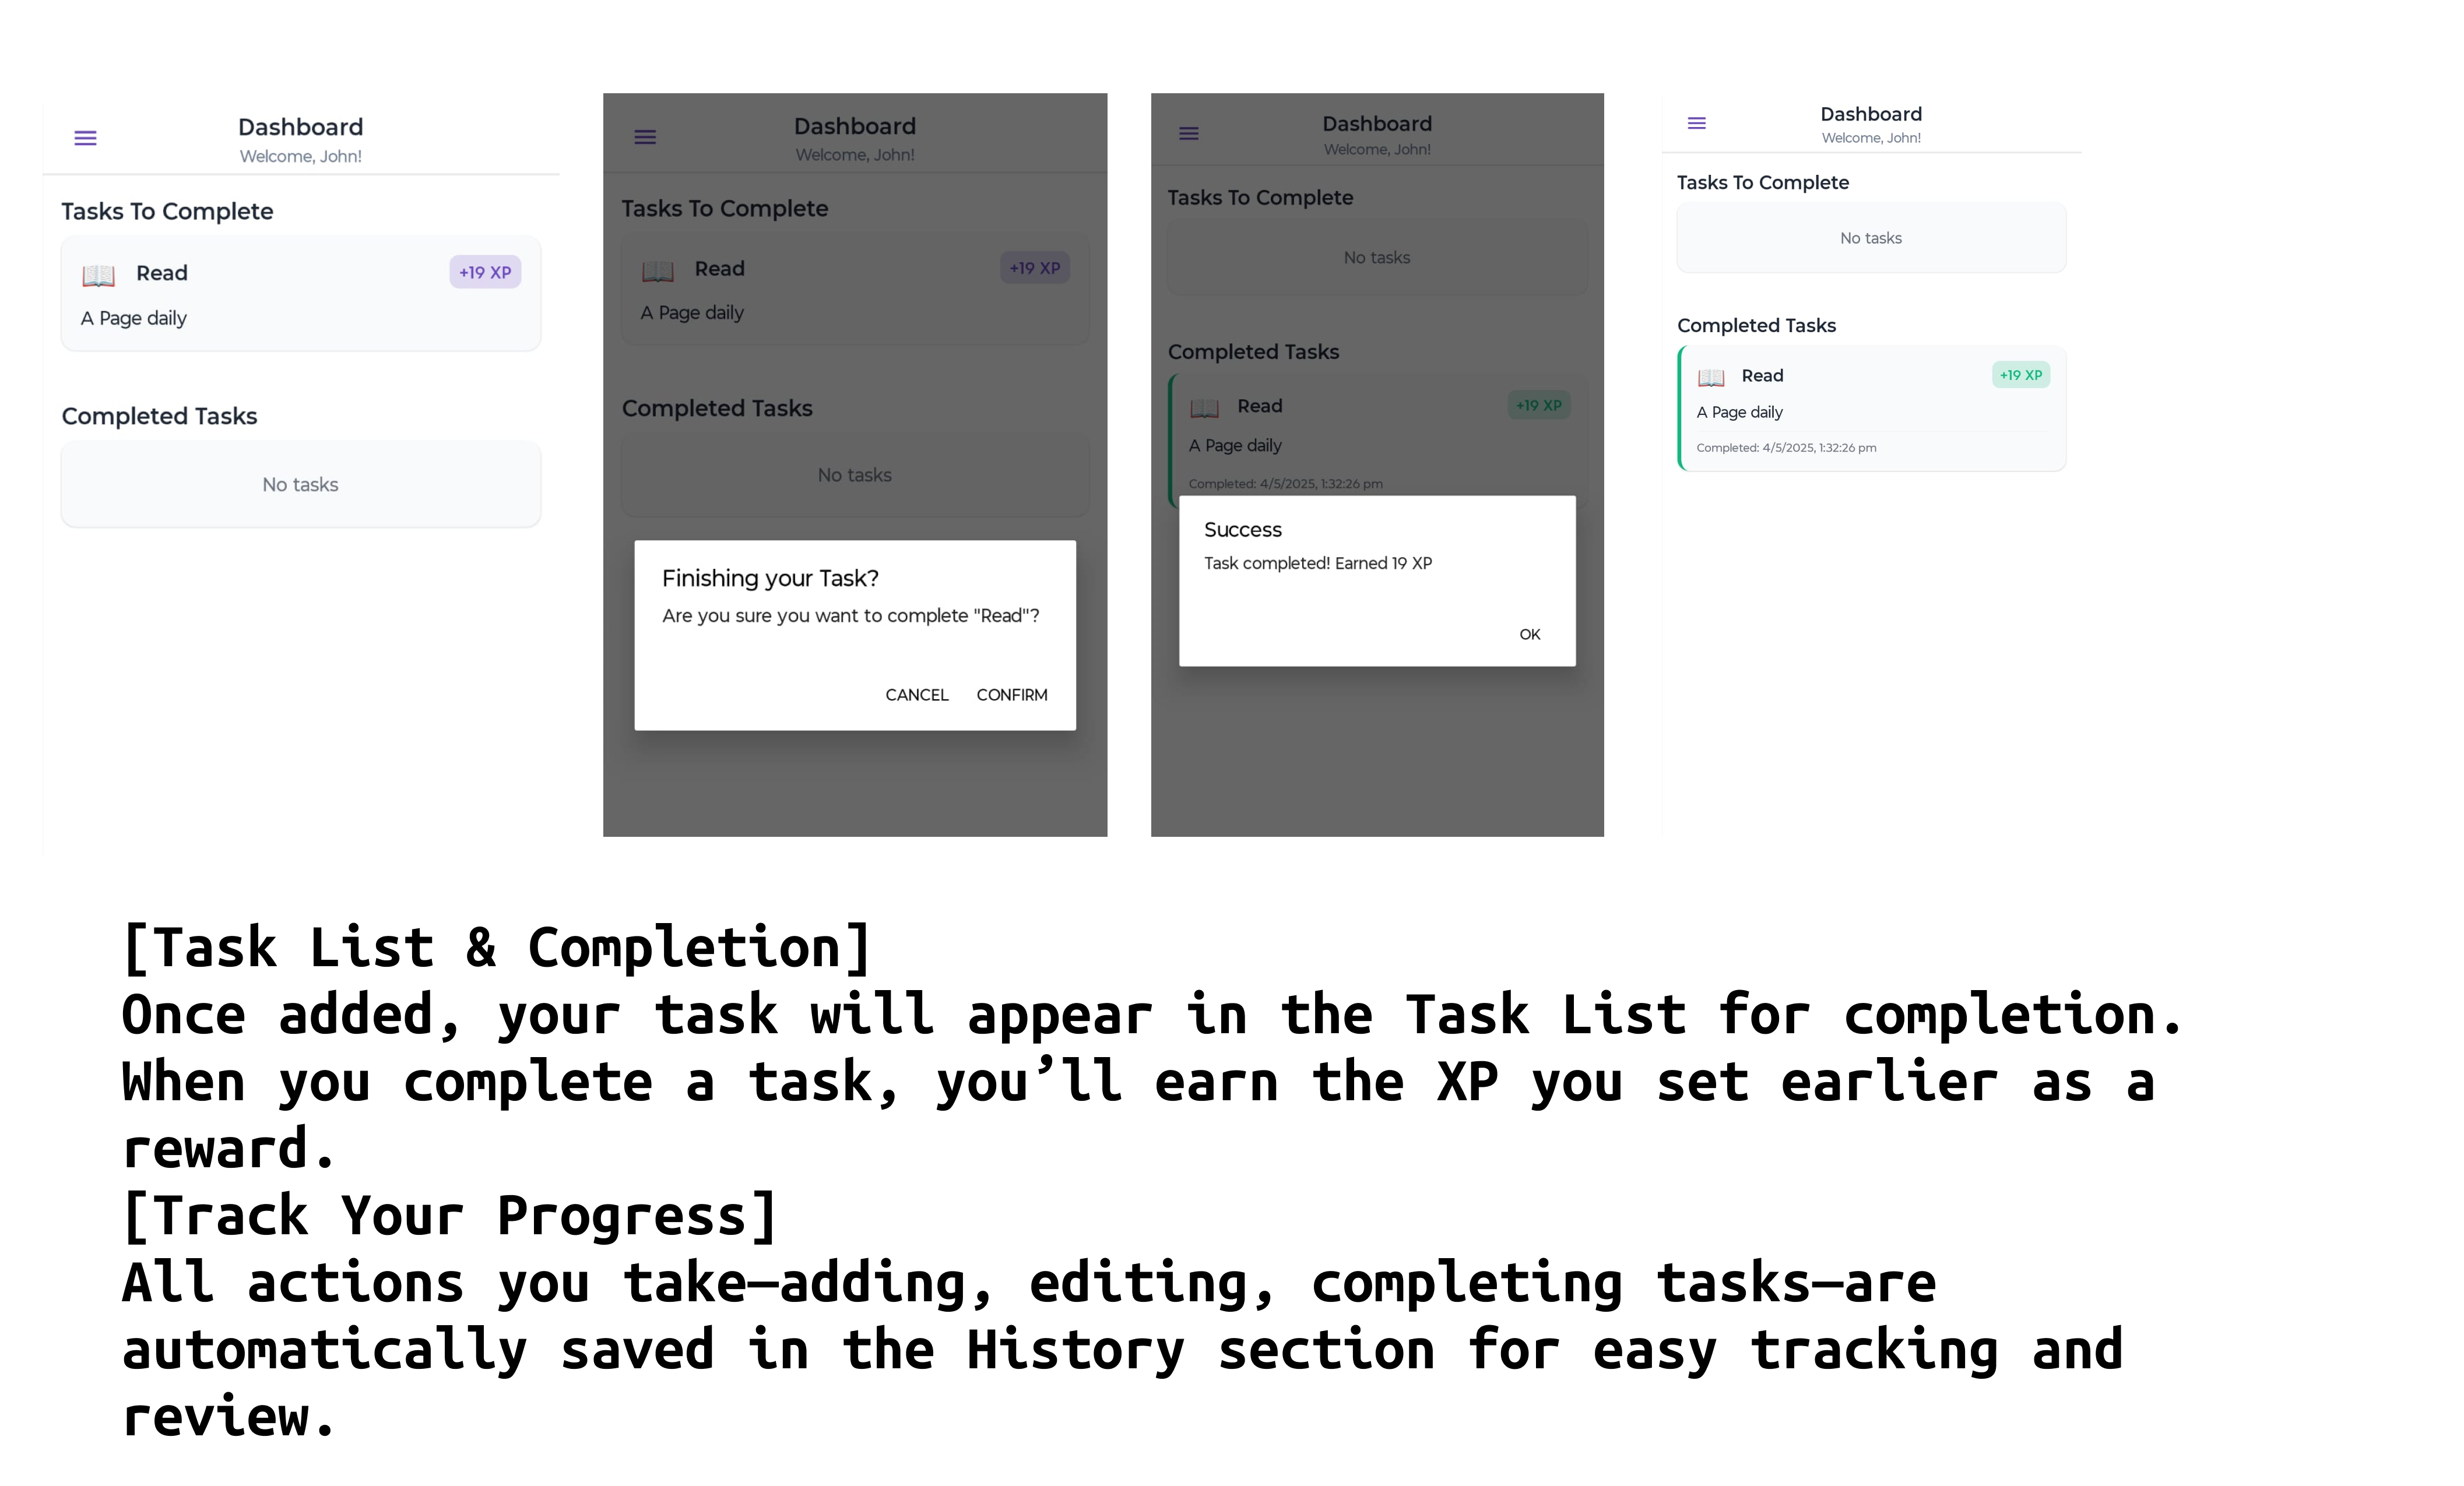 Dashboard
Welcome, John!
Tasks To Complete
Read
+19 XP
A Page daily
Completed Tasks
No tasks
Dashboard
Welcome, John!
Tasks To Complete
Read
+19 XP
A Page daily
Completed Tasks
No tasks
Finishing your Task?
Are you sure you want to complete "Read"?
CANCEL CONFIRM
Dashboard
Welcome, John!
Tasks To Complete
No tasks
Completed Tasks
Read
+19 XP
A Page daily
Completed: 4/5/2025, 1:32:26 pm
Success
Task completed! Earned 19 XP
OK
Dashboard
Welcome, John!
Tasks To Complete
No tasks
Completed Tasks
Read
+19 XP
A Page daily
Completed: 4/5/2025, 1:32:26 pm
[Task List & Completion]
Once added, your task will appear in the Task List for completion.
When you complete a task, you’ll earn the XP you set earlier as a
reward.
[Track Your Progress]
All actions you take—adding, editing, completing tasks—are
automatically saved in the History section for easy tracking and
review.